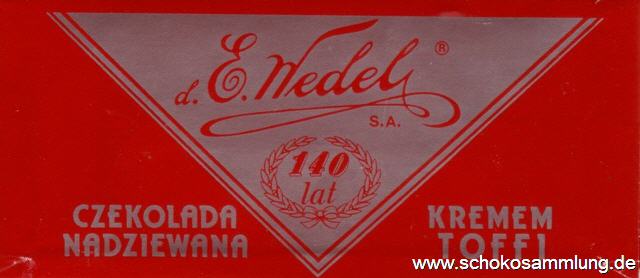 d. E. Wedel ®
S.A.
140
lat
CZEKOLADA
NADZIEWANA
KREMEM
TOFFI
www.schokosammlung.de